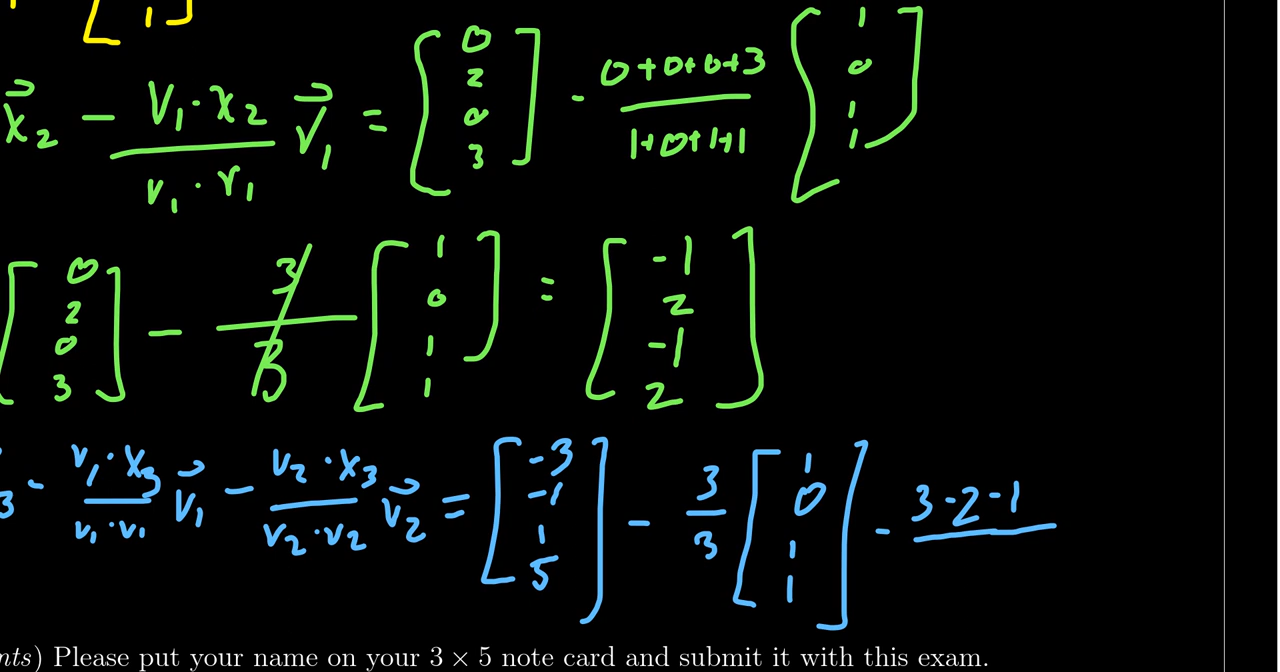 1
x₂ - v₁·x₂ / v₁·v₁ v₁ = [0 2 0 3] - 0+0+0+3 / 1+0+1+1 [1 0 1 1]
[0 2 0 3] - 3/3 [1 0 1 1] = [-1 2 -1 2]
3 - v₁·x₃ / v₁·v₁ v₁ - v₂·x₃ / v₂·v₂ v₂ = [-3 -1 1 5] - 3/3 [1 0 1 1] - 3-2-1
nts) Please put your name on your 3 × 5 note card and submit it with this exam.